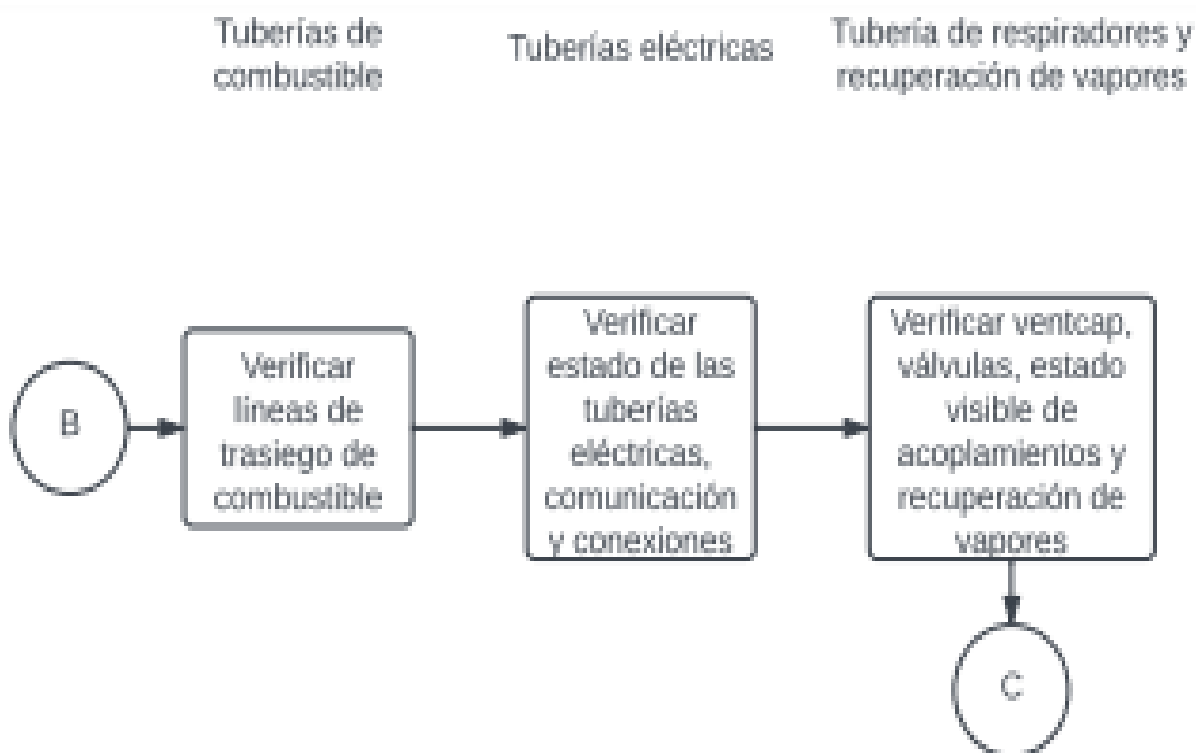 Tuberías de
combustible
Tuberías eléctricas
Tubería de respiradores y
recuperación de vapores
B
Verificar
líneas de
trasiego de
combustible
Verificar
estado de las
tuberías
eléctricas,
comunicación
y conexiones
Verificar ventcap,
válvulas, estado
visible de
acoplamientos y
recuperación de
vapores
C